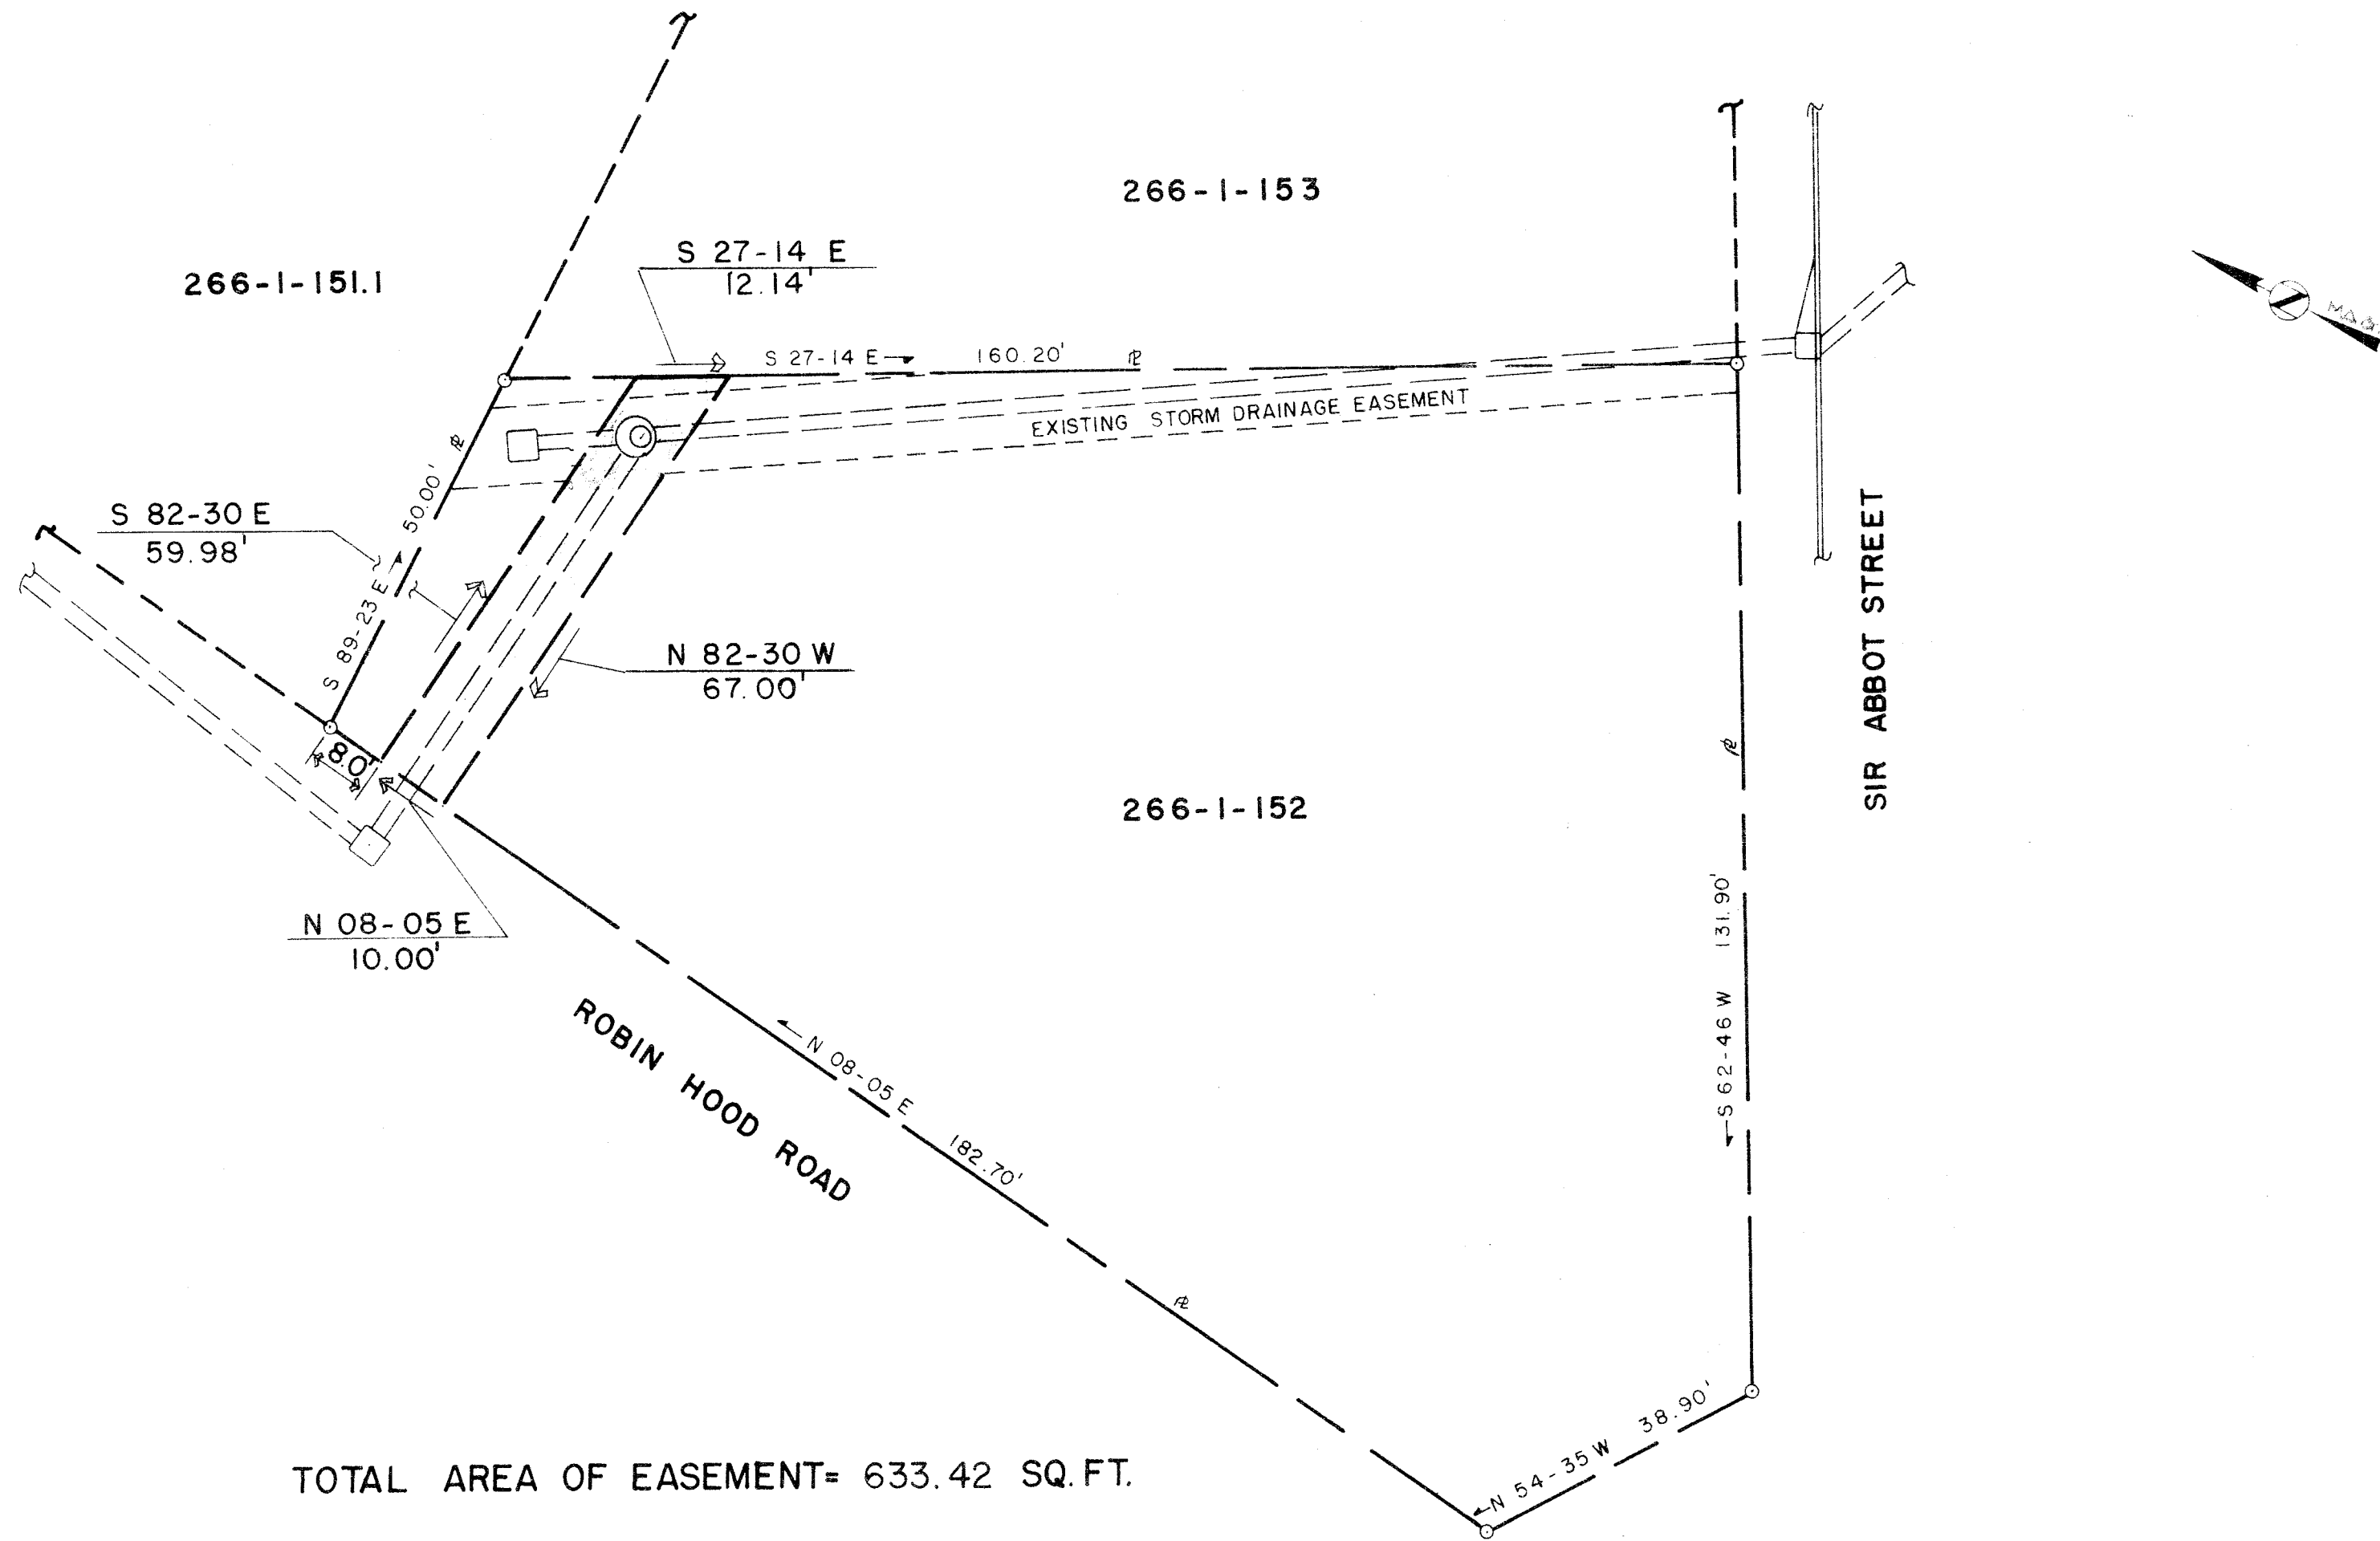 266-1-153
S 27-14 E
12.14'
266-1-151.1
S 27-14 E
160.20'
EXISTING STORM DRAINAGE EASEMENT
S 89-23 E
50.00'
S 82-30 E
59.98'
N 82-30 W
67.00'
8.0'
N 08-05 E
10.00'
266-1-152
SIR ABBOT STREET
S 62-46 W 131.90'
ROBIN HOOD ROAD
N 08-05 E
182.70'
N 54-35 W 38.90'
TOTAL AREA OF EASEMENT= 633.42 SQ.FT.